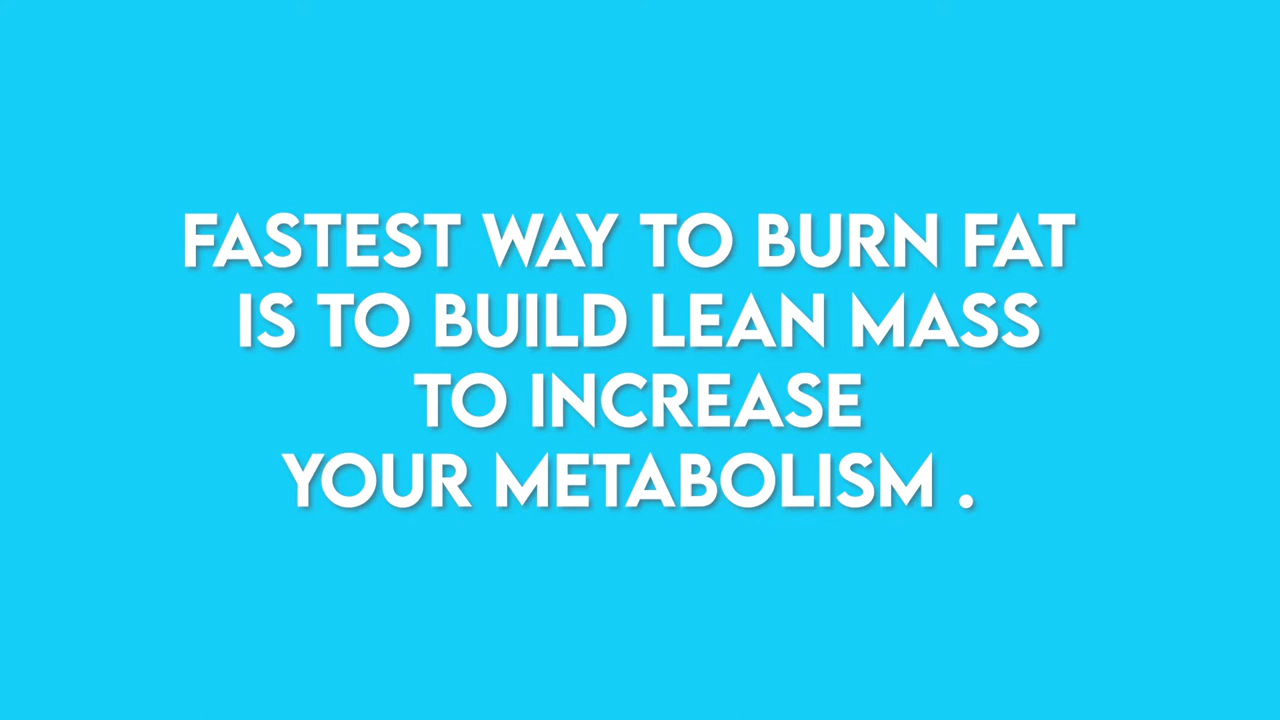 FASTEST WAY TO BURN FAT
IS TO BUILD LEAN MASS
TO INCREASE
YOUR METABOLISM .